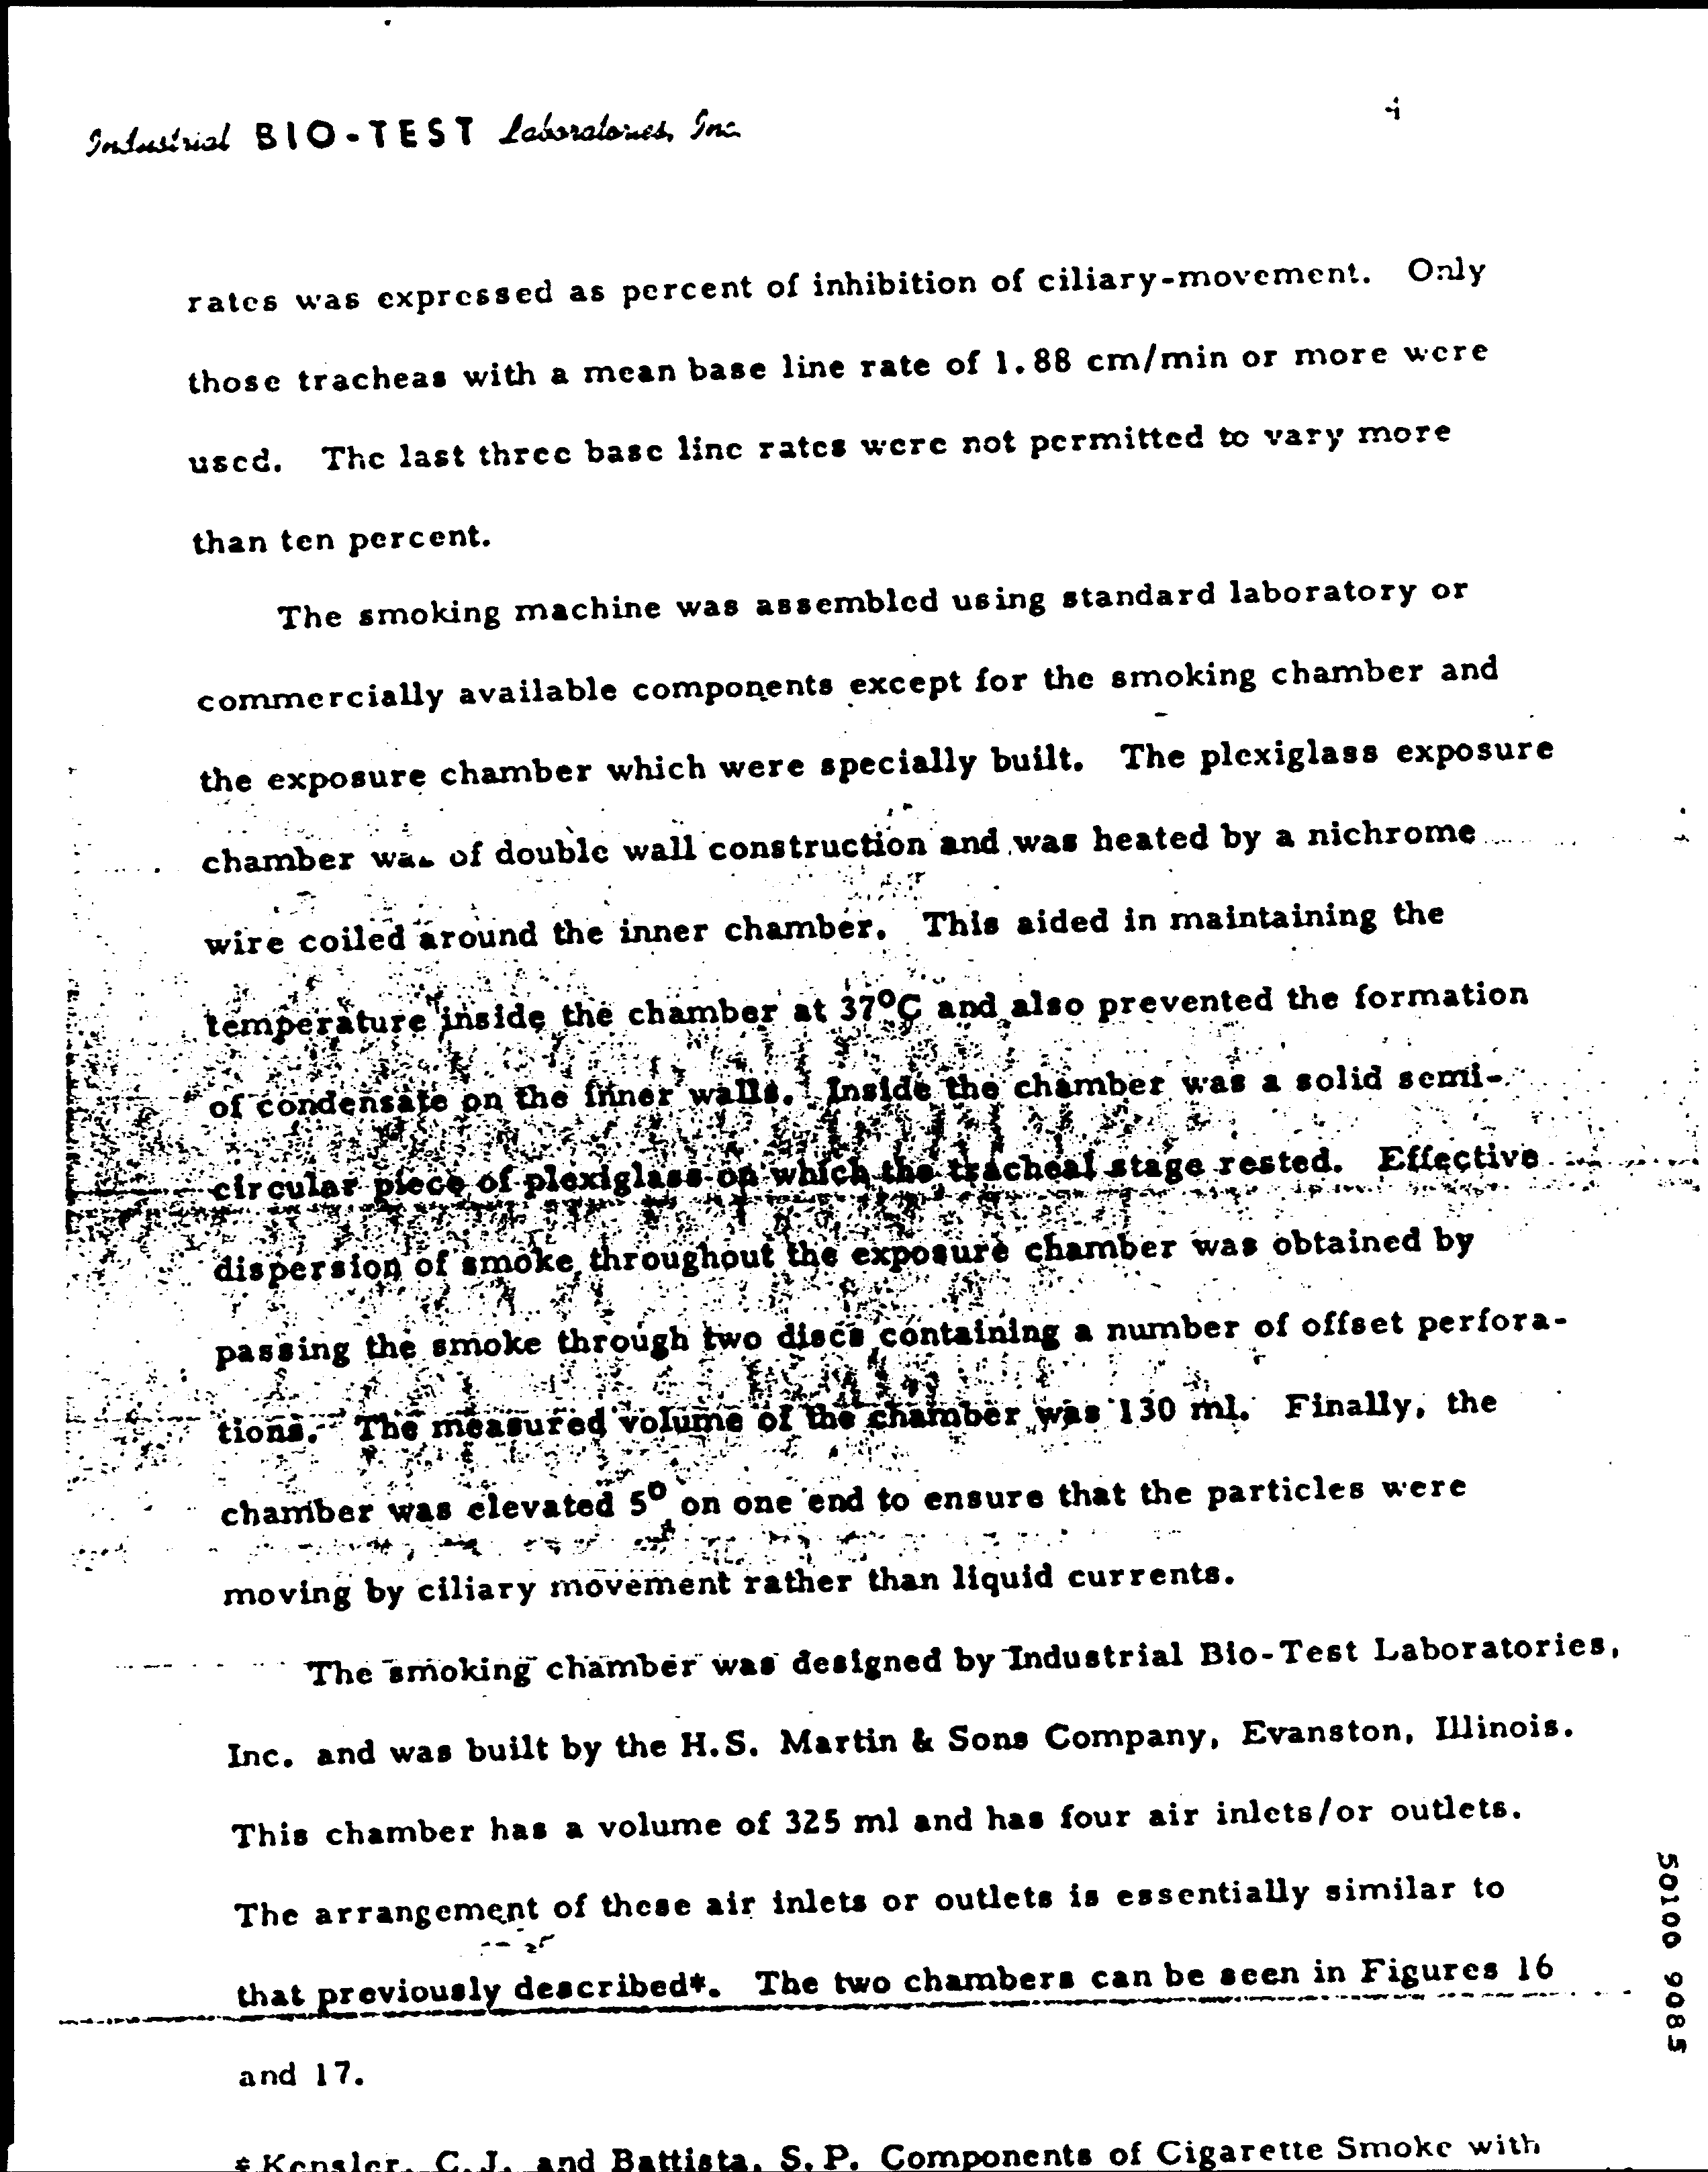 Industrial BIO-TEST Laboratories, Inc.
rates was expressed as percent of inhibition of ciliary-movement. Only
those tracheas with a mean base line rate of 1.88 cm/min or more were
used. The last three base line rates were not permitted to vary more
than ten percent.
The smoking machine was assembled using standard laboratory or
commercially available components except for the smoking chamber and
the exposure chamber which were specially built. The plexiglass exposure
chamber was of double wall construction and was heated by a nichrome
wire coiled around the inner chamber. This aided in maintaining the
temperature inside the chamber at 37°C and also prevented the formation
of condensate on the inner walls. Inside the chamber was a solid semi-
circular piece of plexiglass on which the tracheal stage rested. Effective
dispersion of smoke throughout the exposure chamber was obtained by
passing the smoke through two discs containing a number of offset perfora-
tions. The measured volume of the chamber was 130 ml. Finally, the
chamber was elevated 5° on one end to ensure that the particles were
moving by ciliary movement rather than liquid currents.
The smoking chamber was designed by Industrial Bio-Test Laboratories,
Inc. and was built by the H.S. Martin & Sons Company, Evanston, Illinois.
This chamber has a volume of 325 ml and has four air inlets/or outlets.
The arrangement of these air inlets or outlets is essentially similar to
that previously described*. The two chambers can be seen in Figures 16
and 17.
* Kensler, C.J. and Battista, S.P. Components of Cigarette Smoke with
50100 9085